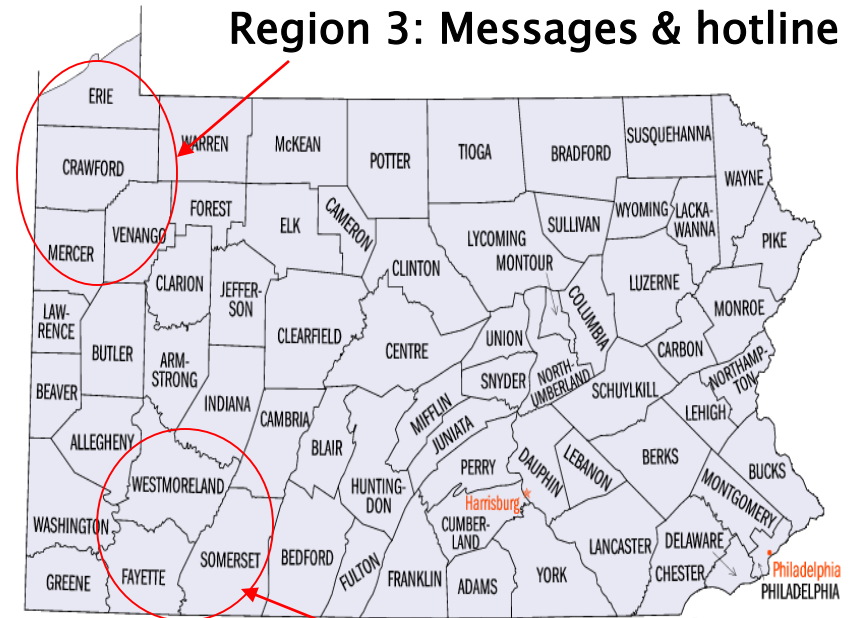 Region 3: Messages & hotline
ERIE
CRAWFORD
WARREN
McKEAN
POTTER
TIOGA
BRADFORD
SUSQUEHANNA
WAYNE
MERCER
VENANGO
FOREST
ELK
CAMERON
LYCOMING
SULLIVAN
WYOMING
LACKA-
WANNA
PIKE
CLARION
JEFFER-
SON
CLINTON
MONTOUR
COLUMBIA
LUZERNE
MONROE
LAW-
RENCE
BUTLER
ARM-
STRONG
CLEARFIELD
CENTRE
UNION
SNYDER
NORTH-
UMBERLAND
CARBON
NORTHAMP-
TON
SCHUYLKILL
LEHIGH
BEAVER
ALLEGHENY
INDIANA
CAMBRIA
BLAIR
MIFFLIN
JUNIATA
PERRY
DAUPHIN
LEBANON
BERKS
BUCKS
MONTGOMERY
WESTMORELAND
HUNTING-
DON
Harrisburg
CUMBER-
LAND
WASHINGTON
GREENE
FAYETTE
SOMERSET
BEDFORD
FULTON
FRANKLIN
ADAMS
YORK
LANCASTER
DELAWARE
CHESTER
Philadelphia
PHILADELPHIA